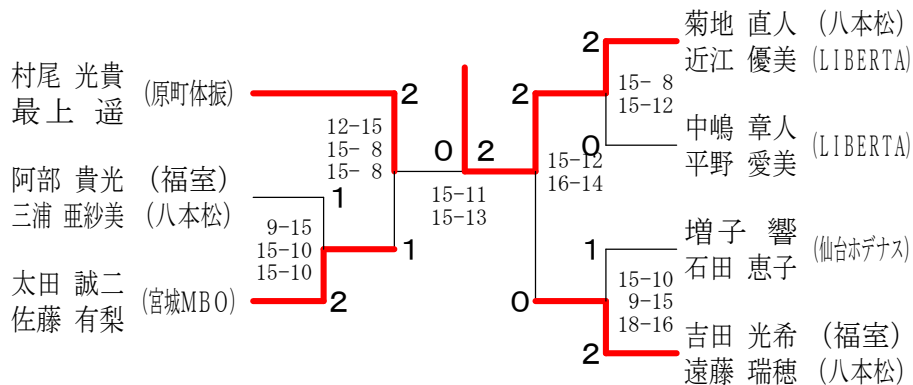 村尾 光貴
最上 遥
(原町体振)
2
12-15
15- 8
15- 8
阿部 貴光 (福室)
三浦 亜紗美 (八本松)
1
9-15
15-10
15-10
1
太田 誠二
佐藤 有梨
(宮城MBO)
2
0
2
15-11
15-13
菊地 直人 (八本松)
近江 優美 (LIBERTA)
2
15- 8
15-12
2
中嶋 章人
平野 愛美
(LIBERTA)
0
15-12
16-14
増子 響
石田 恵子
(仙台ホデナス)
1
15-10
9-15
18-16
0
吉田 光希 (福室)
遠藤 瑞穂 (八本松)
2